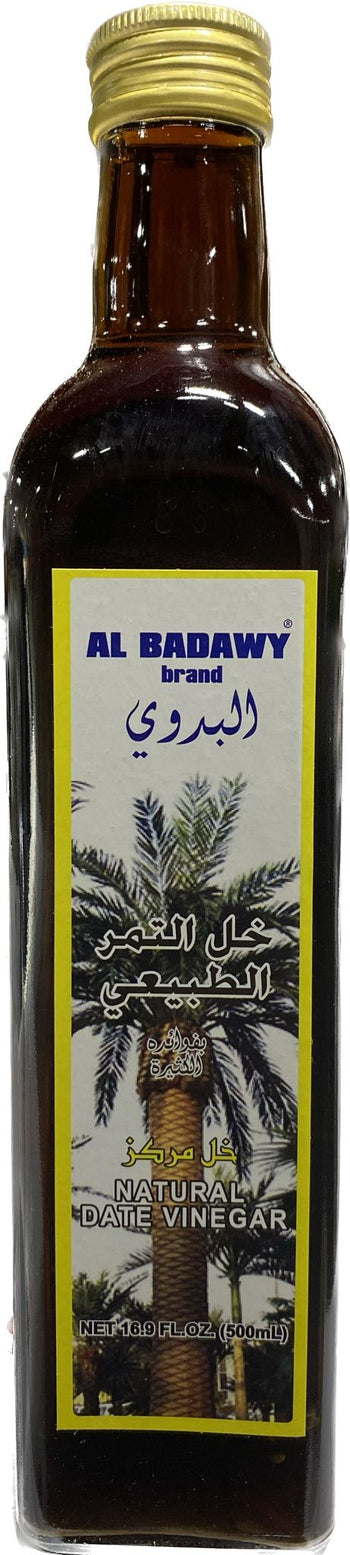 AL BADAWY ®
brand
البدوي
خل التمر
الطبيعي
بفوائده
الكثيرة
خل مركز
NATURAL
DATE VINEGAR
NET 16.9 FL.OZ. (500mL)